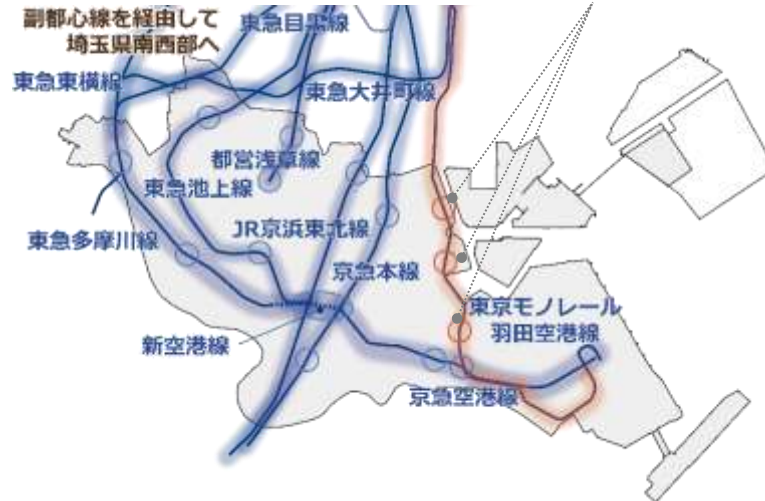 副都心線を経由して
埼玉県南西部へ
東急目黒線
東急東横線
東急大井町線
都営浅草線
東急池上線
東急多摩川線
JR京浜東北線
京急本線
新空港線
東京モノレール
羽田空港線
京急空港線